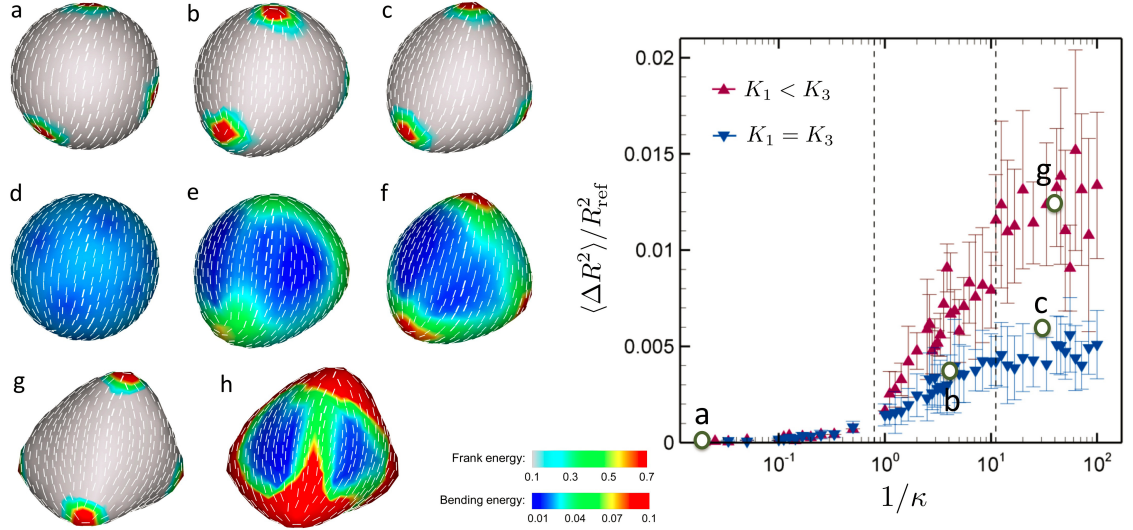 a
b
c
d
e
f
g
h
Frank energy:
0.1 0.3 0.5 0.7
Bending energy:
0.01 0.04 0.07 0.1
⟨ΔR²⟩/R²ref
0.02
0.015
0.01
0.005
0
K₁ < K₃
K₁ = K₃
g
c
b
a
10⁻¹ 10⁰ 10¹ 10²
1/κ